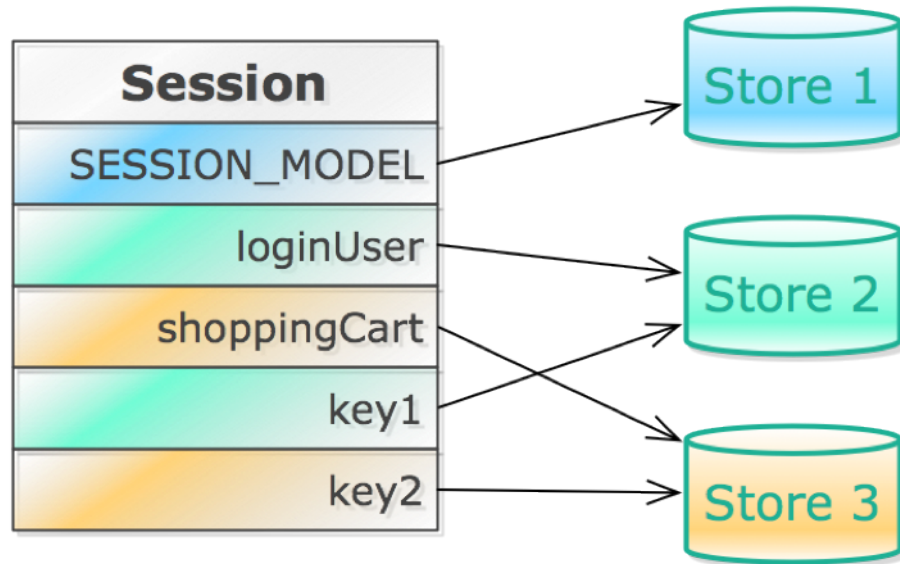 Session
SESSION_MODEL
loginUser
shoppingCart
key1
key2
Store 1
Store 2
Store 3